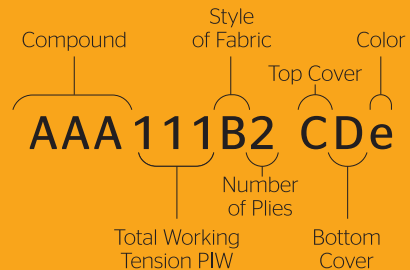 Style
of Fabric
Compound
Color
Top Cover
AAA111B2 CDe
Number
of Plies
Total Working
Tension PIW
Bottom
Cover